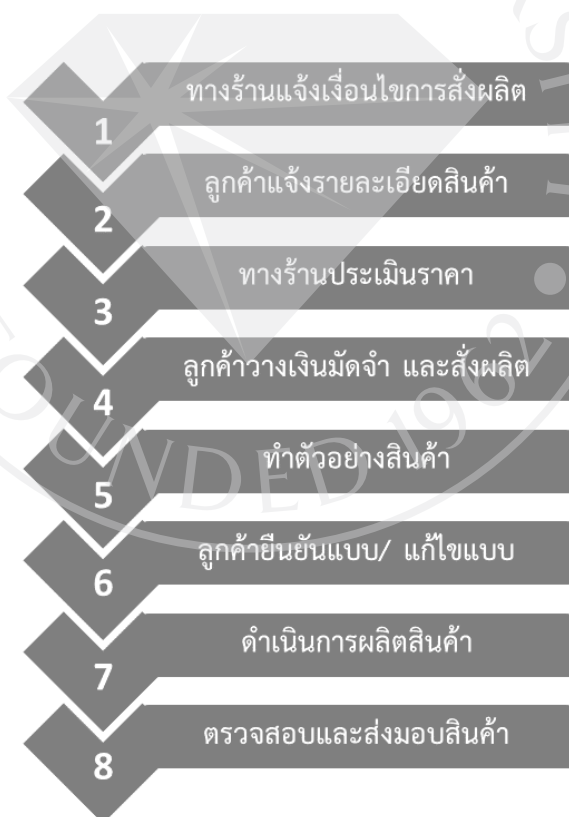 1
ทางร้านแจ้งเงื่อนไขการสั่งผลิต
2
ลูกค้าแจ้งรายละเอียดสินค้า
3
ทางร้านประเมินราคา
4
ลูกค้าวางเงินมัดจำ และสั่งผลิต
5
ทำตัวอย่างสินค้า
6
ลูกค้ายืนยันแบบ/ แก้ไขแบบ
7
ดำเนินการผลิตสินค้า
8
ตรวจสอบและส่งมอบสินค้า
FOUNDED 1962